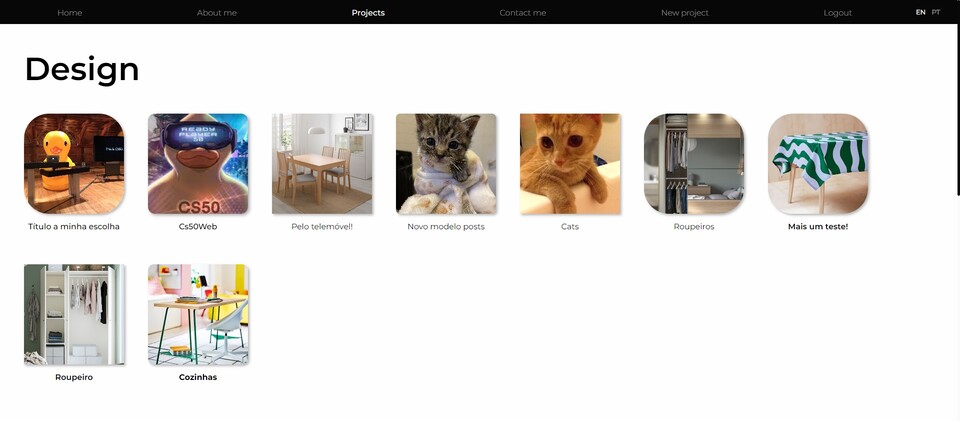 Home
About me
Projects
Contact me
New project
Logout
EN PT
Design
READY
PLAYER
50
CS50
Título a minha escolha
Cs50Web
Pelo telemóvel!
Novo modelo posts
Cats
Roupeiros
Mais um teste!
Roupeiro
Cozinhas